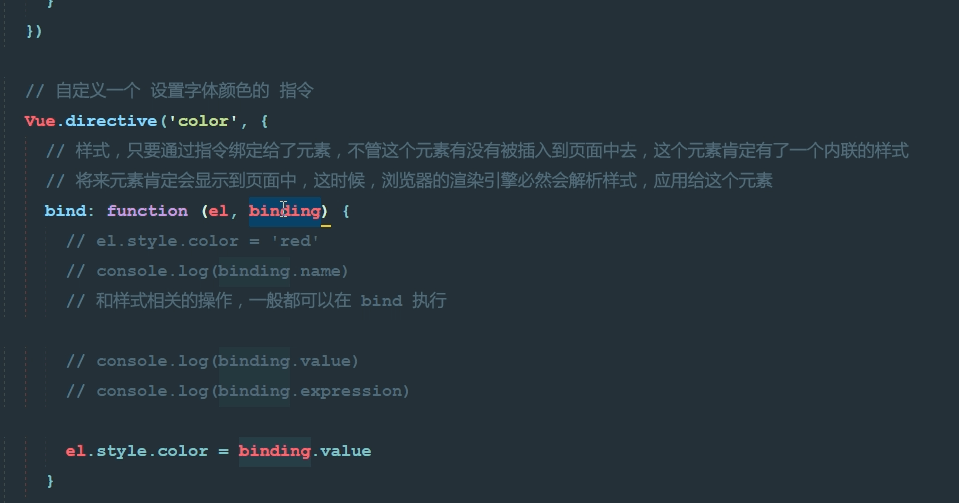 }
})
// 自定义一个 设置字体颜色的 指令
Vue.directive('color', {
// 样式，只要通过指令绑定给了元素，不管这个元素有没有被插入到页面中去，这个元素肯定有了一个内联的样式
// 将来元素肯定会显示到页面中，这时候，浏览器的渲染引擎必然会解析样式，应用给这个元素
bind: function (el, binding) {
// el.style.color = 'red'
// console.log(binding.name)
// 和样式相关的操作，一般都可以在 bind 执行
// console.log(binding.value)
// console.log(binding.expression)
el.style.color = binding.value
}